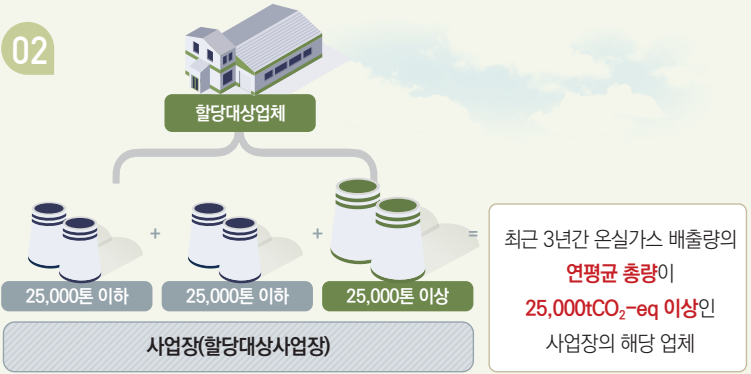 02
할당대상업체
+
+
=
25,000톤 이하
25,000톤 이하
25,000톤 이상
사업장(할당대상사업장)
최근 3년간 온실가스 배출량의
연평균 총량이
25,000tCO₂-eq 이상인
사업장의 해당 업체